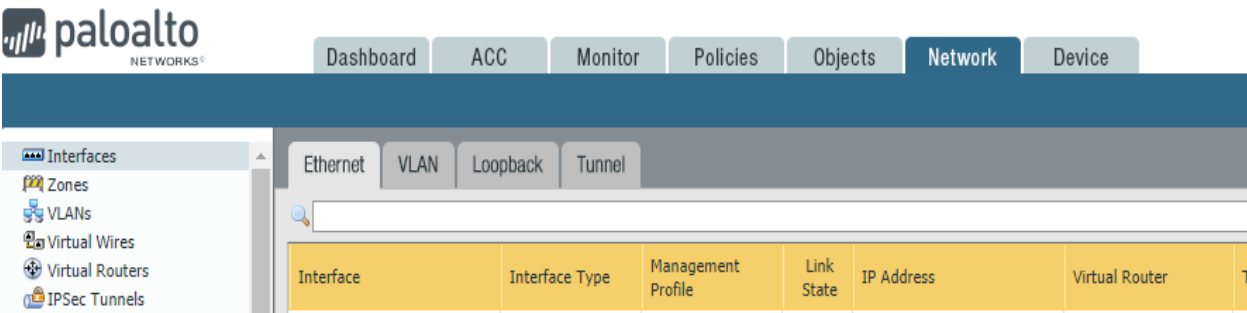 paloalto
NETWORKS®
Dashboard ACC Monitor Policies Objects Network Device
Interfaces
Zones
VLANs
Virtual Wires
Virtual Routers
IPSec Tunnels
Ethernet VLAN Loopback Tunnel
Interface Interface Type Management Profile Link State IP Address Virtual Router